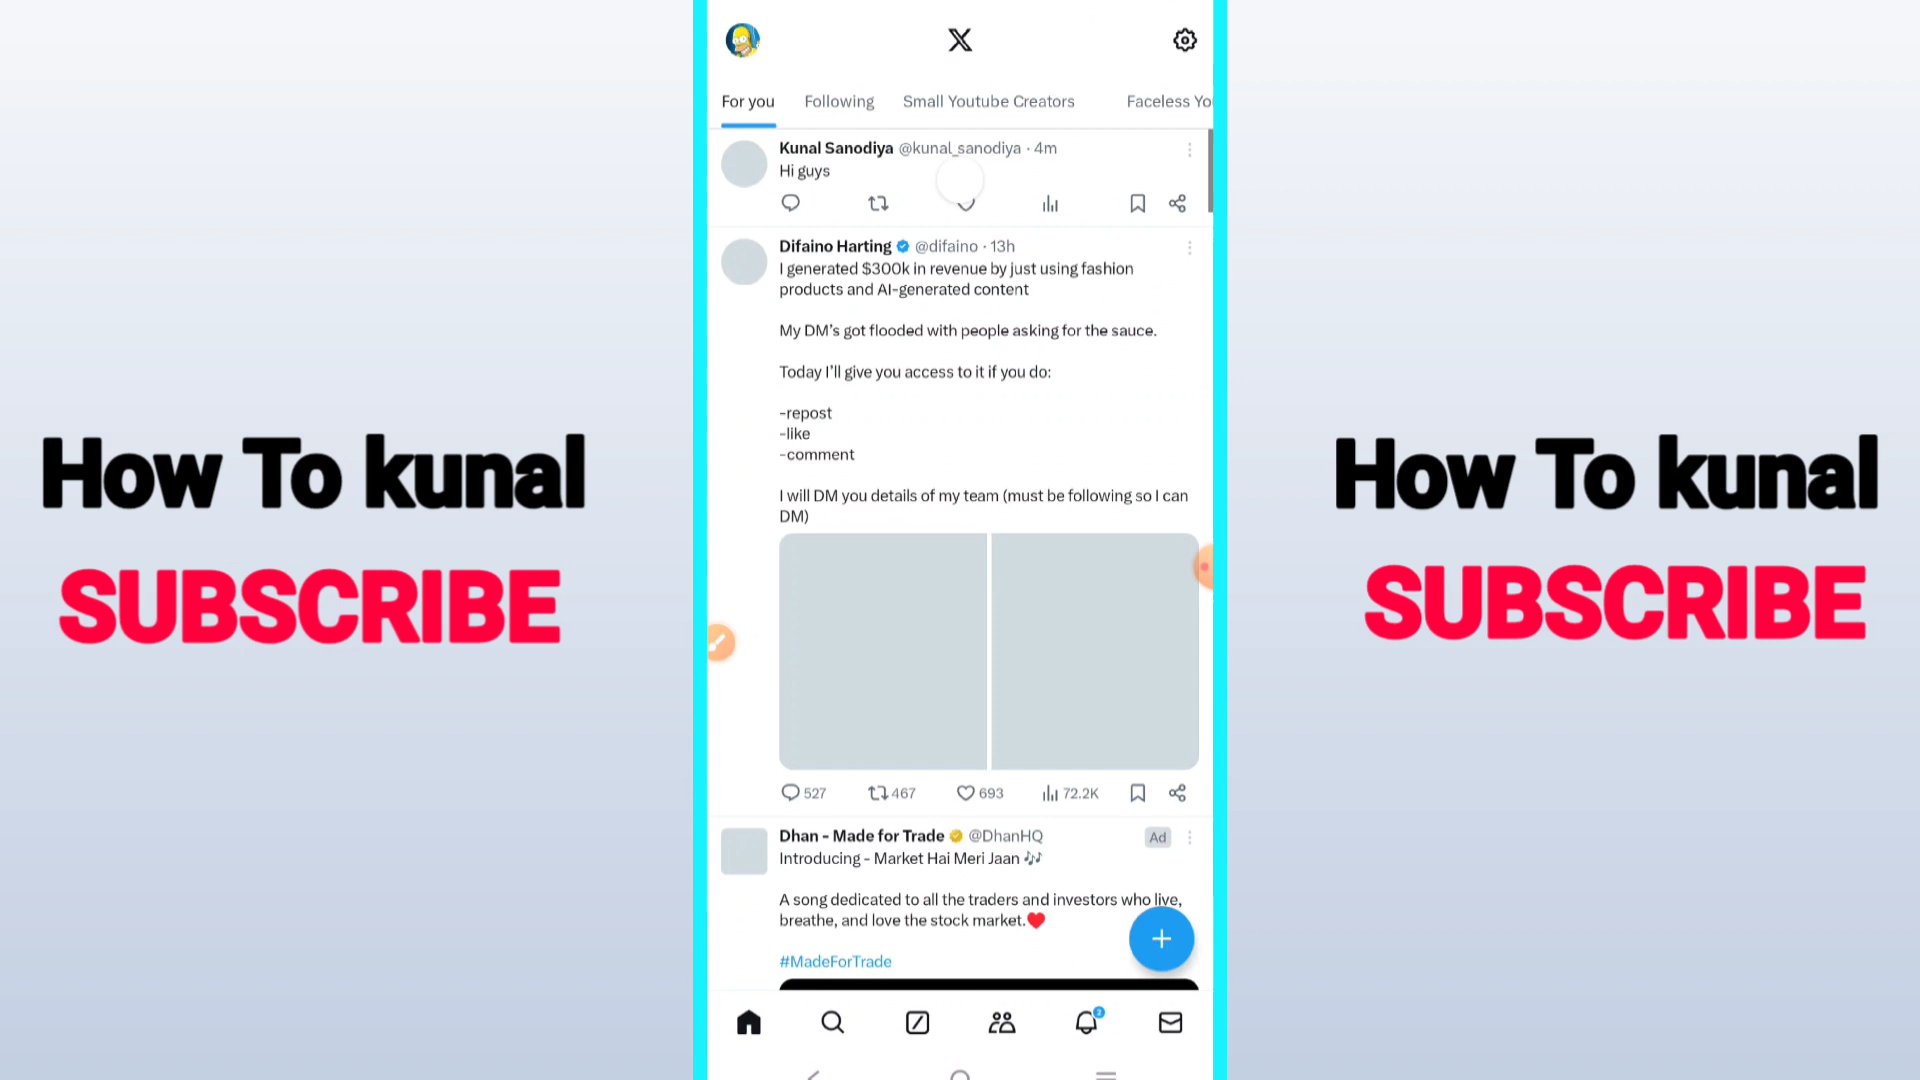 For you Following Small Youtube Creators Faceless Yo
Kunal Sanodiya @kunal_sanodiya · 4m
Hi guys
Difaino Harting @difaino · 13h
I generated $300k in revenue by just using fashion
products and AI-generated content
My DM's got flooded with people asking for the sauce.
Today I'll give you access to it if you do:
-repost
-like
-comment
I will DM you details of my team (must be following so I can
DM)
527 467 693 72.2K
Dhan - Made for Trade @DhanHQ Ad
Introducing - Market Hai Meri Jaan 🎶
A song dedicated to all the traders and investors who live,
breathe, and love the stock market.❤️
#MadeForTrade
2
How To kunal
SUBSCRIBE
How To kunal
SUBSCRIBE